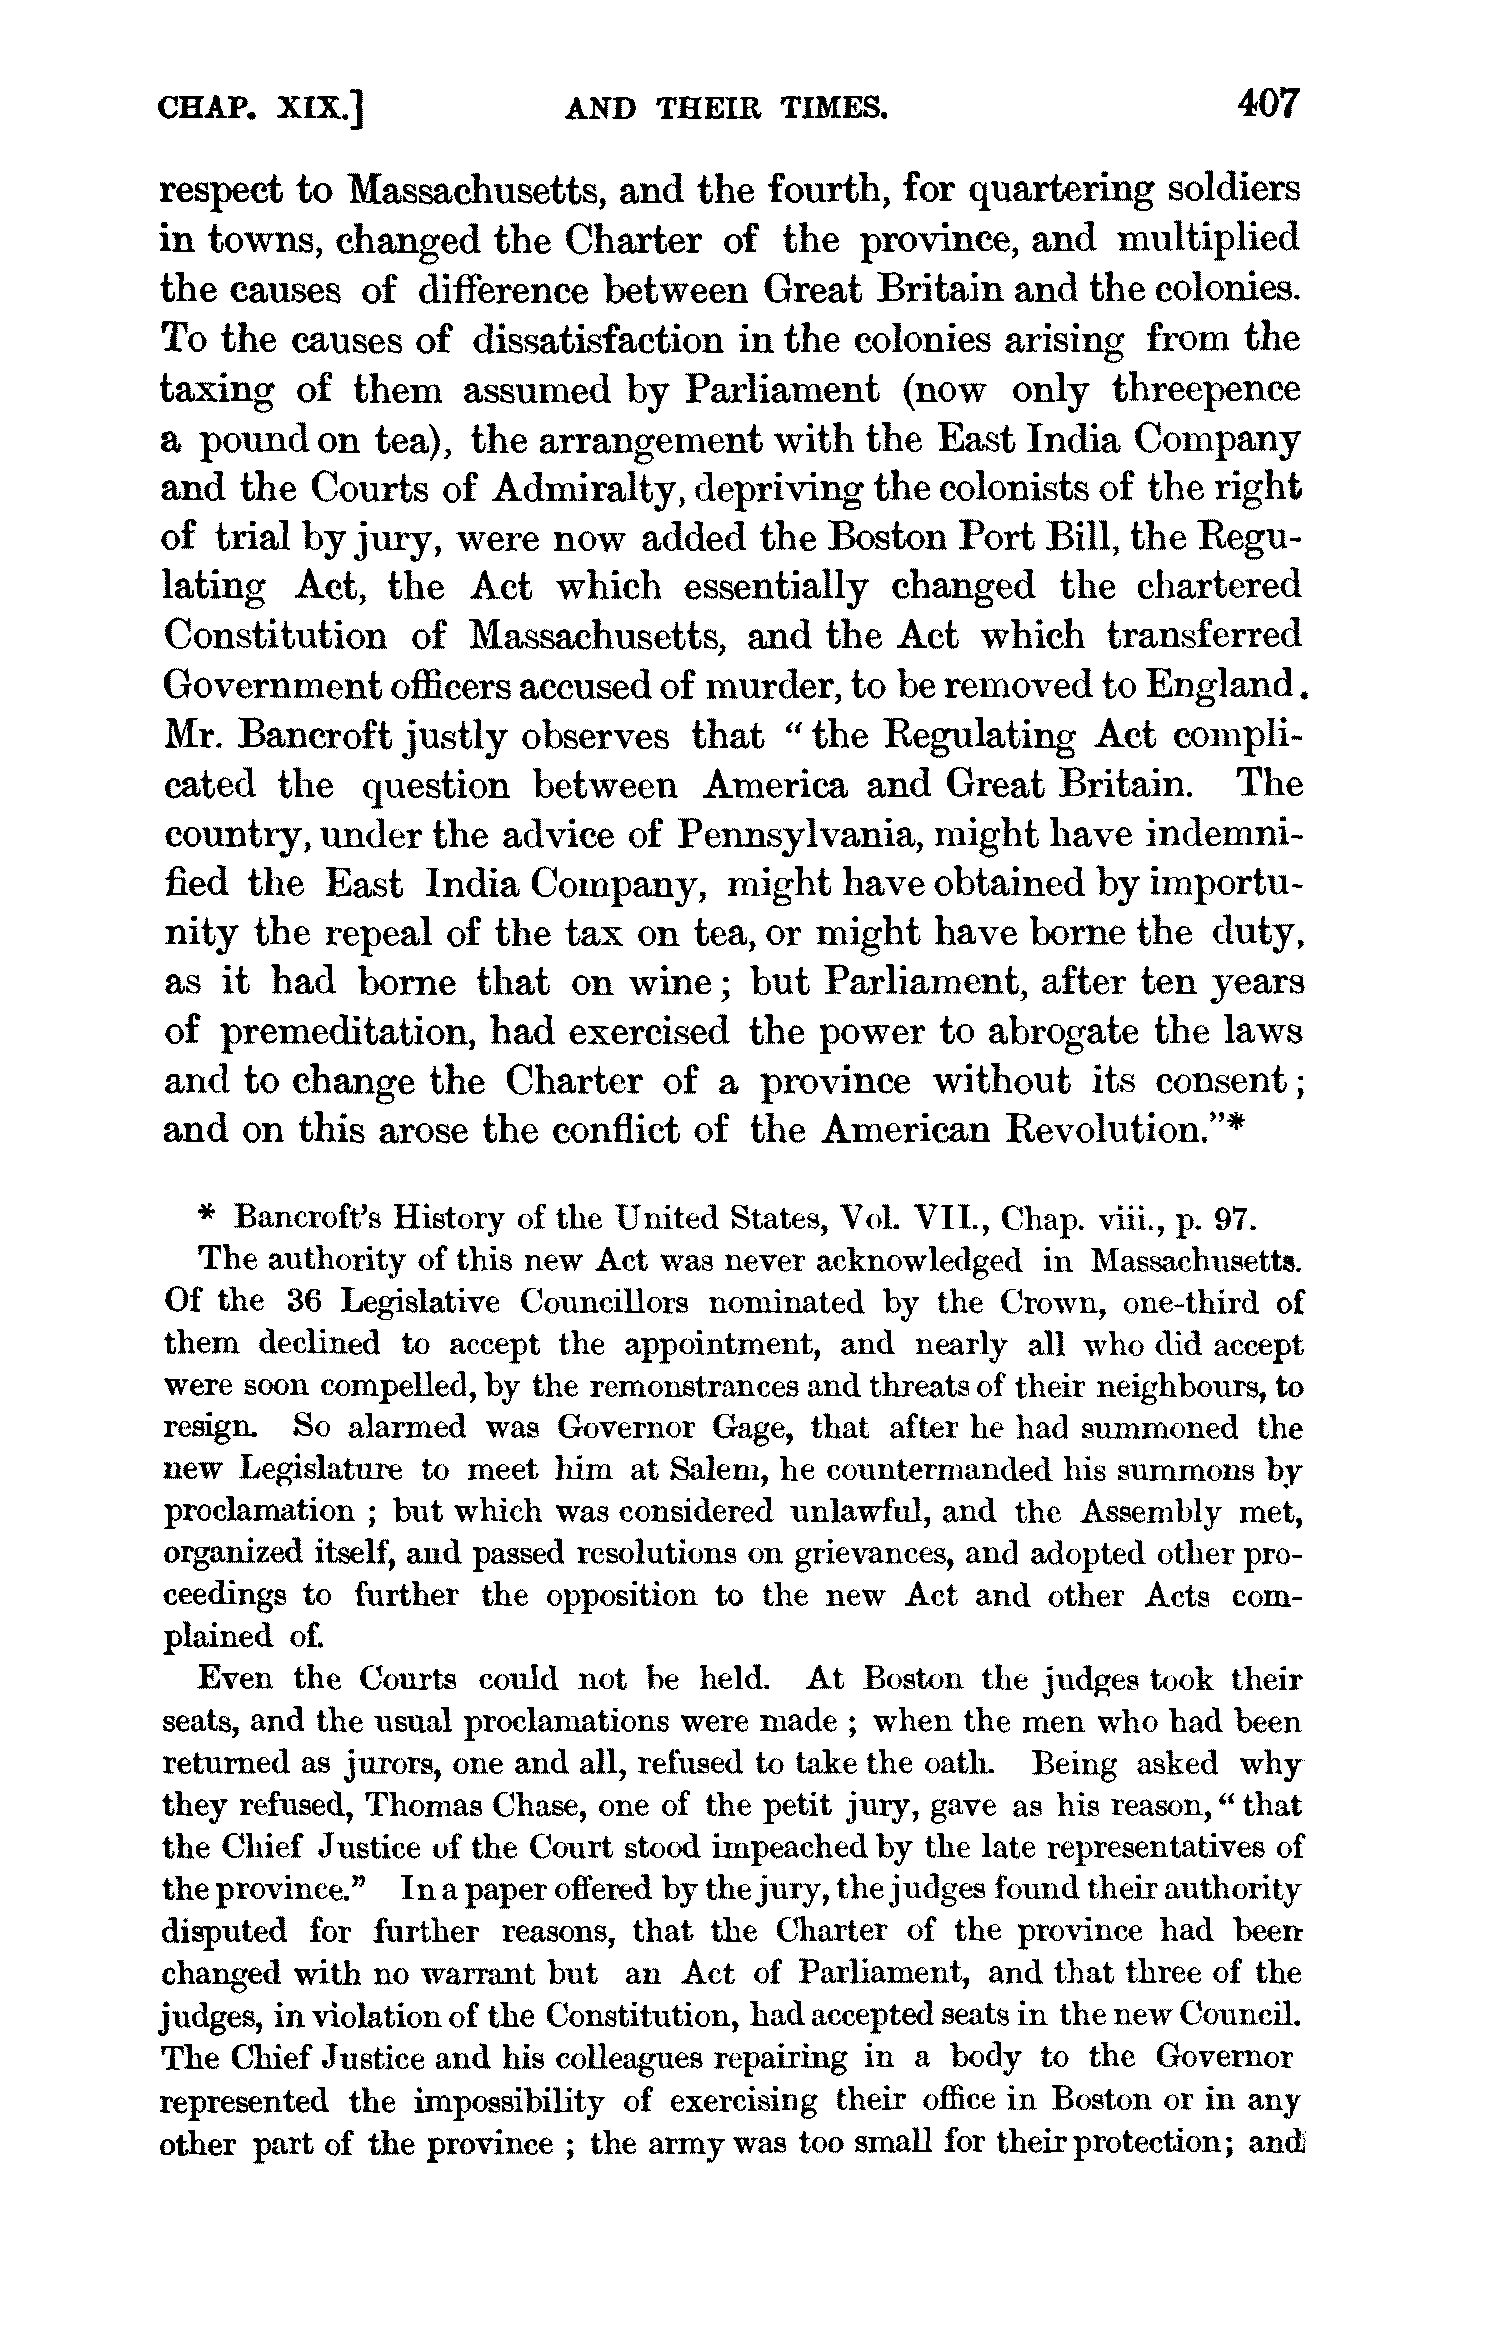 CHAP. XIX.] AND THEIR TIMES. 407
respect to Massachusetts, and the fourth, for quartering soldiers
in towns, changed the Charter of the province, and multiplied
the causes of difference between Great Britain and the colonies.
To the causes of dissatisfaction in the colonies arising from the
taxing of them assumed by Parliament (now only threepence
a pound on tea), the arrangement with the East India Company
and the Courts of Admiralty, depriving the colonists of the right
of trial by jury, were now added the Boston Port Bill, the Regu-
lating Act, the Act which essentially changed the chartered
Constitution of Massachusetts, and the Act which transferred
Government officers accused of murder, to be removed to England.
Mr. Bancroft justly observes that “the Regulating Act compli-
cated the question between America and Great Britain. The
country, under the advice of Pennsylvania, might have indemni-
fied the East India Company, might have obtained by importu-
nity the repeal of the tax on tea, or might have borne the duty,
as it had borne that on wine; but Parliament, after ten years
of premeditation, had exercised the power to abrogate the laws
and to change the Charter of a province without its consent;
and on this arose the conflict of the American Revolution.”*
* Bancroft's History of the United States, Vol. VII., Chap. viii., p. 97.
The authority of this new Act was never acknowledged in Massachusetts.
Of the 36 Legislative Councillors nominated by the Crown, one-third of
them declined to accept the appointment, and nearly all who did accept
were soon compelled, by the remonstrances and threats of their neighbours, to
resign. So alarmed was Governor Gage, that after he had summoned the
new Legislature to meet him at Salem, he countermanded his summons by
proclamation ; but which was considered unlawful, and the Assembly met,
organized itself, and passed resolutions on grievances, and adopted other pro-
ceedings to further the opposition to the new Act and other Acts com-
plained of.
Even the Courts could not be held. At Boston the judges took their
seats, and the usual proclamations were made ; when the men who had been
returned as jurors, one and all, refused to take the oath. Being asked why
they refused, Thomas Chase, one of the petit jury, gave as his reason, “that
the Chief Justice of the Court stood impeached by the late representatives of
the province.” In a paper offered by the jury, the judges found their authority
disputed for further reasons, that the Charter of the province had been
changed with no warrant but an Act of Parliament, and that three of the
judges, in violation of the Constitution, had accepted seats in the new Council.
The Chief Justice and his colleagues repairing in a body to the Governor
represented the impossibility of exercising their office in Boston or in any
other part of the province ; the army was too small for their protection; and